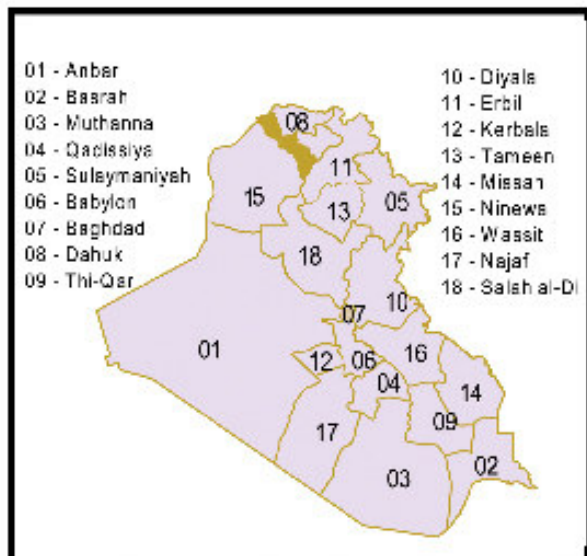 01 - Anbar
02 - Basrah
03 - Muthanna
04 - Qadissiya
05 - Sulaymaniyah
06 - Babylon
07 - Baghdad
08 - Dahuk
09 - Thi-Qar
10 - Diyala
11 - Erbil
12 - Kerbala
13 - Tameen
14 - Missan
15 - Ninewa
16 - Wassit
17 - Najaf
18 - Salah al-Di
08
11
15
13
05
18
07
10
01
12
06
16
04
14
09
17
03
02